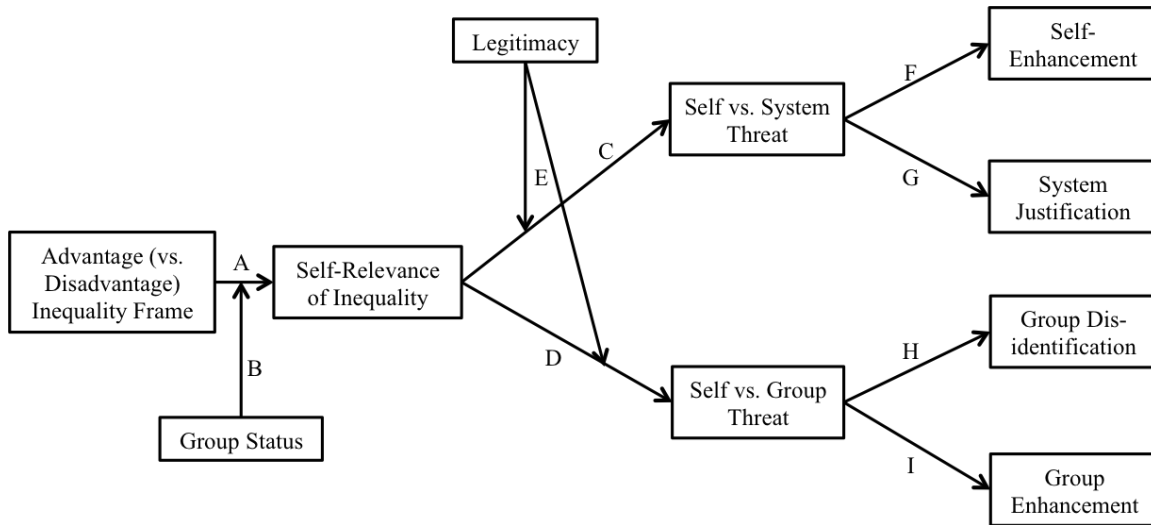 Legitimacy
Self-
Enhancement
F
Self vs. System
Threat
C
G
E
System
Justification
Advantage (vs.
Disadvantage)
Inequality Frame
A
Self-Relevance
of Inequality
B
D
Group Dis-
identification
H
Self vs. Group
Threat
Group Status
I
Group
Enhancement